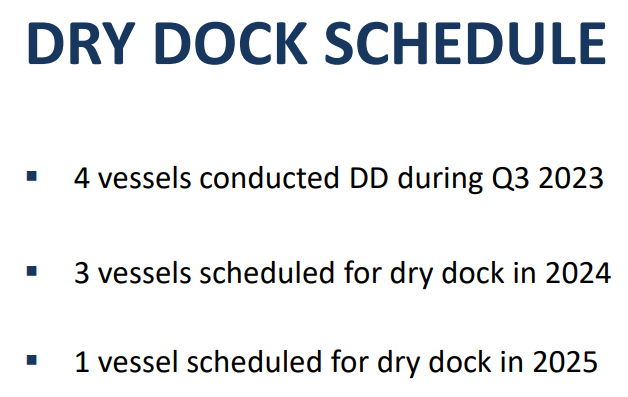 DRY DOCK SCHEDULE
▪ 4 vessels conducted DD during Q3 2023
▪ 3 vessels scheduled for dry dock in 2024
▪ 1 vessel scheduled for dry dock in 2025